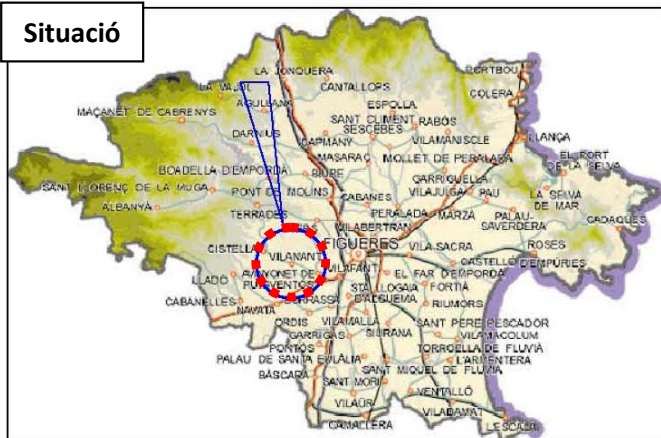 Situació
LA JONQUERA
PORTBOU
LA VAJOL
CANTALLOPS
COLERA
AGULLANA
ESPOLLA
MAÇANET DE CABRENYS
SANT CLIMENT SESCEBES
RABÓS
DARNIUS
CAPMANY
VILAMANISCLE
LLANÇÀ
MASARAC
MOLLET DE PERALADA
EL PORT DE LA SELVA
BOADELLA D'EMPORDÀ
BIURE
GARRIGUELLA
SANT LLORENÇ DE LA MUGA
PONT DE MOLINS
CABANES
VILAJUÏGA
PAU
LA SELVA DE MAR
ALBANYÀ
TERRADES
PERALADA
MARZÀ
PALAU-SAVERDERA
CADAQUÉS
VILABERTRAN
CISTELLA
FIGUERES
VILA-SACRA
ROSES
VILANANT
CASTELLÓ D'EMPÚRIES
LLADÓ
AVINYONET DE PUIGVENTÓS
VILAFANT
EL FAR D'EMPORDÀ
CABANELLES
STA. LLOGAIA D'ÀLGUEMA
FORTIÀ
BORRASSÀ
RIUMORS
NAVATA
ORDIS
VILAMALLA
SANT PERE PESCADOR
GARRIGÀS
SIURANA
VILAMACOLUM
PONTÓS
TORROELLA DE FLUVIÀ
PALAU DE SANTA EULÀLIA
L'ARMENTERA
BÀSCARA
SANT MIQUEL DE FLUVIÀ
SANT MORI
VENTALLÓ
VILAÜR
VILADAMAT
CAMALLERA
L'ESCALA